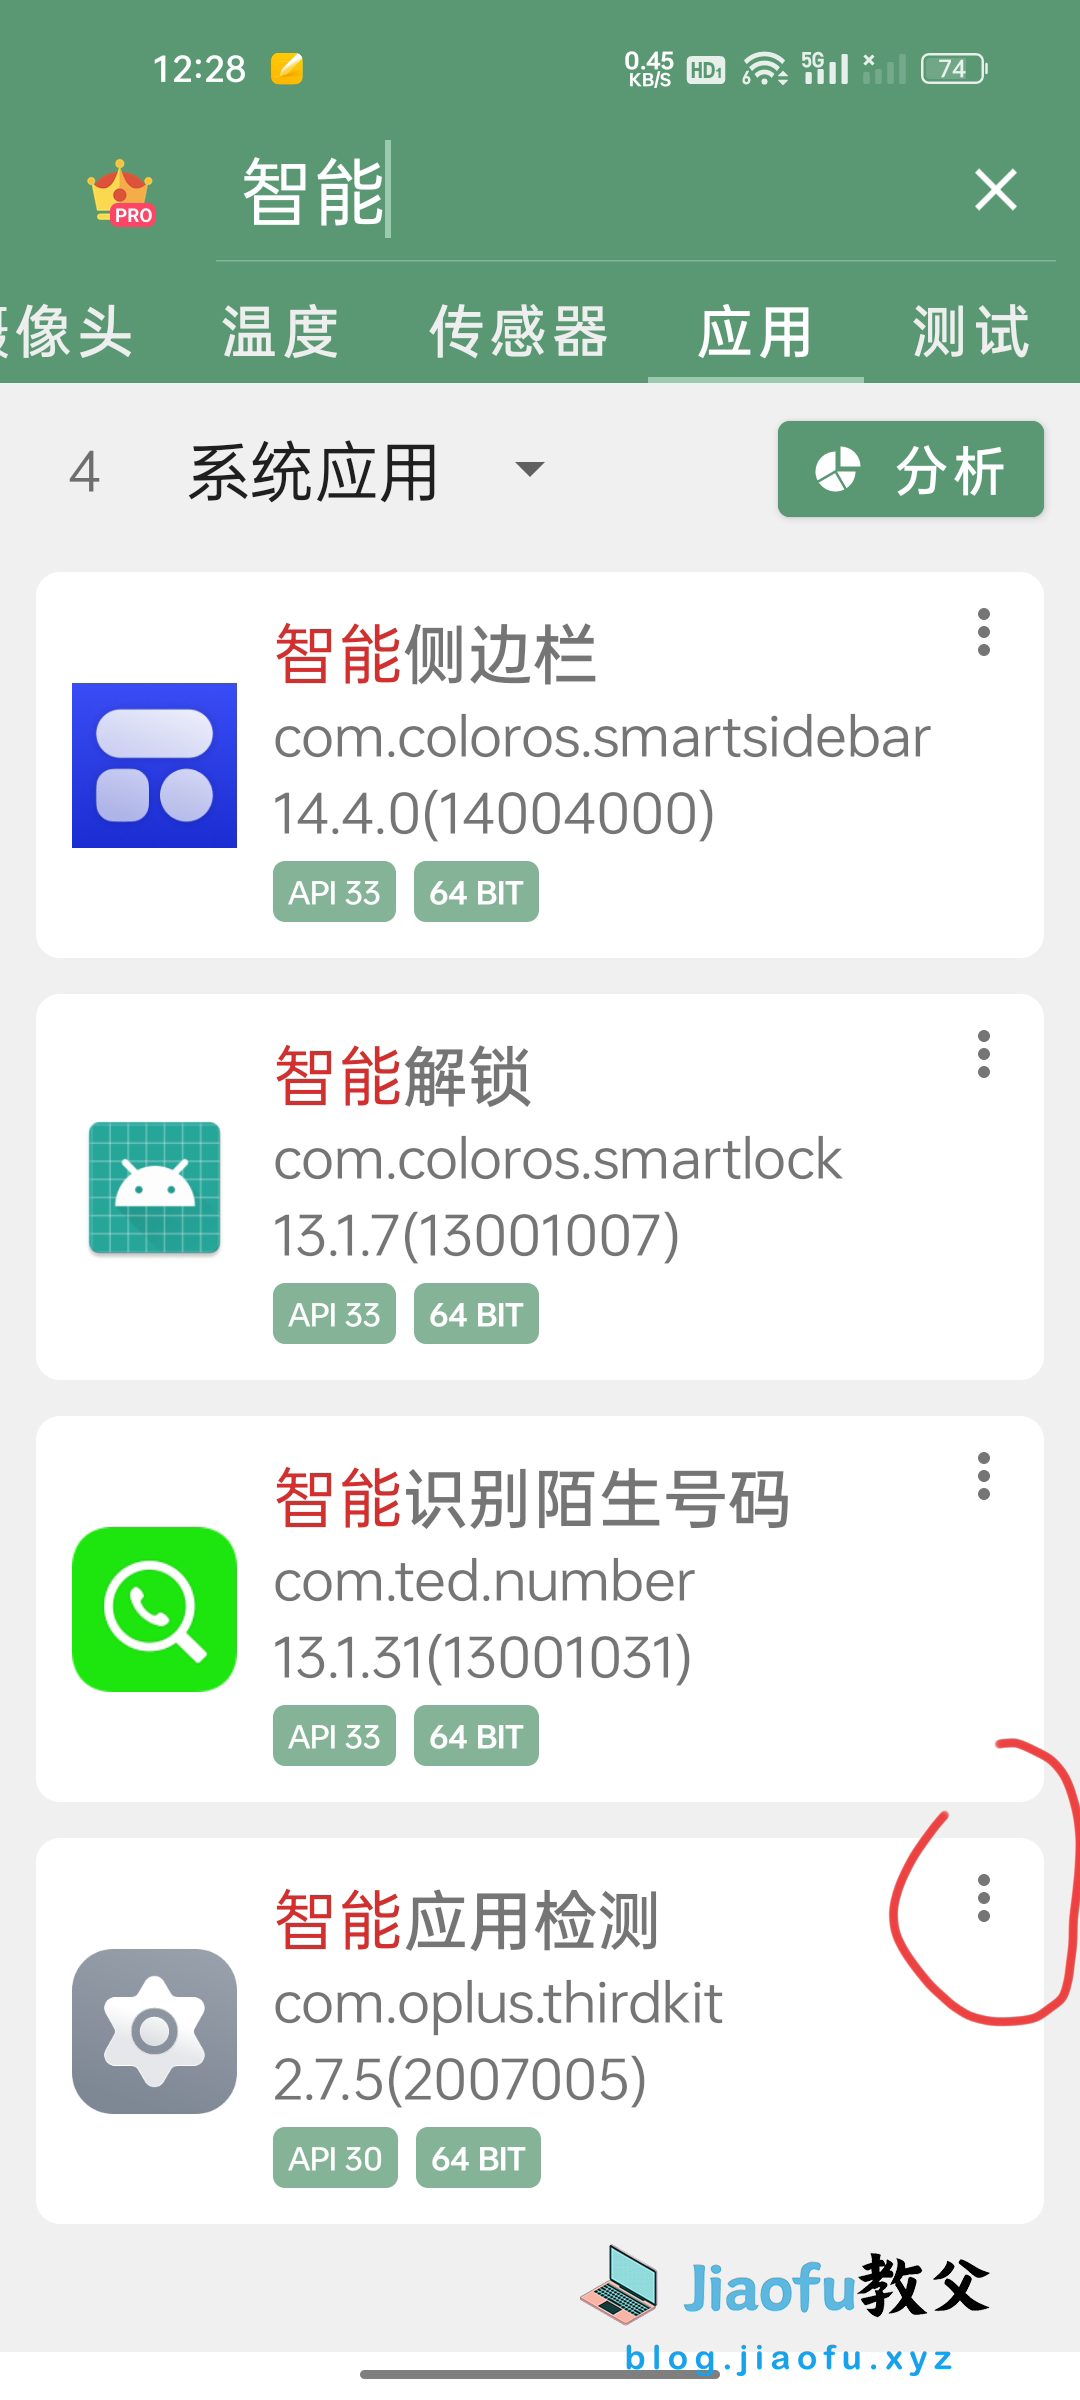 12:28
0.45 KB/S HD1 6 5G 74
PRO
智能
像头 温度 传感器 应用 测试
4 系统应用 分析
智能侧边栏
com.coloros.smartsidebar
14.4.0(14004000)
API 33 64 BIT
智能解锁
com.coloros.smartlock
13.1.7(13001007)
API 33 64 BIT
智能识别陌生号码
com.ted.number
13.1.31(13001031)
API 33 64 BIT
智能应用检测
com.oplus.thirdkit
2.7.5(2007005)
API 30 64 BIT
Jiaofu教父
blog.jiaofu.xyz